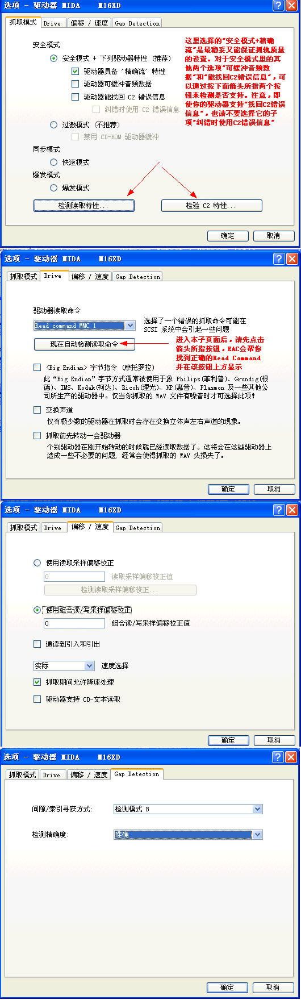 选项 - 驱动器 MIDA M16XD
抓取模式 Drive 偏移 / 速度 Gap Detection
安全模式
安全模式 + 下列驱动器特性 (推荐)
驱动器具备 '精确流' 特性
驱动器可缓冲音频数据
驱动器能找回 C2 错误信息
纠错时使用 C2 错误信息
过激模式 (不推荐)
禁用 CD-ROM 驱动器缓冲
同步模式
快速模式
爆发模式
爆发模式
这里选择的"安全模式+精确
流"是最稳妥又能保证抓轨质量
的设置。对于安全模式里的其
他两个选项"可缓冲音频数
据"和"能找回C2错误信息"，可
以通过按下面箭头所指两个按
钮来检测是否支持。注意，即
使你的驱动器支持"找回C2错误
信息"，也请不要选择它的子
项"纠错时使用C2错误信息"
检测读取特性... 检验 C2 特性...
确定 取消
选项 - 驱动器 MIDA M16XD
抓取模式 Drive 偏移 / 速度 Gap Detection
驱动器读取命令
Read command MMC 1
选择了一个错误的抓取命令可能在
SCSI 系统中会引起一些问题
现在自动检测读取命令
进入本子页面后，请先点击
箭头所指按钮，EAC会帮你
找到正确的Read Command
并在该按钮上方显示
<Big Endian> 字节指令 (摩托罗拉)
此“Big Endian”字节方式通常被使用于象 Philips(菲利普)、Grundig(根
德)、IMS、Kodak(柯达)、Ricoh(理光)、HP(惠普)、Plasmon 及一些其他公
司所生产的驱动器中。仅当你抓取的 WAV 文件有噪音时才可选择此项!
交换声道
仅有极少数的驱动器在抓取时会存在交换立体声左右声道的现象。
抓取前先转动一会驱动器
个别驱动器在刚开始转动的时候就已经读取数据了。这将会在这些驱动器上
造成一些不必要的问题, 经常会使得抓取的 WAV 头损失了。
确定 取消
选项 - 驱动器 MIDA M16XD
抓取模式 Drive 偏移 / 速度 Gap Detection
使用读取采样偏移校正
0 读取采样偏移校正值
检测读取采样偏移校正...
使用组合读/写采样偏移校正
0 组合读/写采样偏移校正值
通读到引入和引出
实际 速度选择
抓取期间允许降速处理
驱动器支持 CD-文本读取
确定 取消
选项 - 驱动器 MIDA M16XD
抓取模式 Drive 偏移 / 速度 Gap Detection
间隙/索引寻获方式: 检测模式 B
检测精确度: 准确
确定 取消